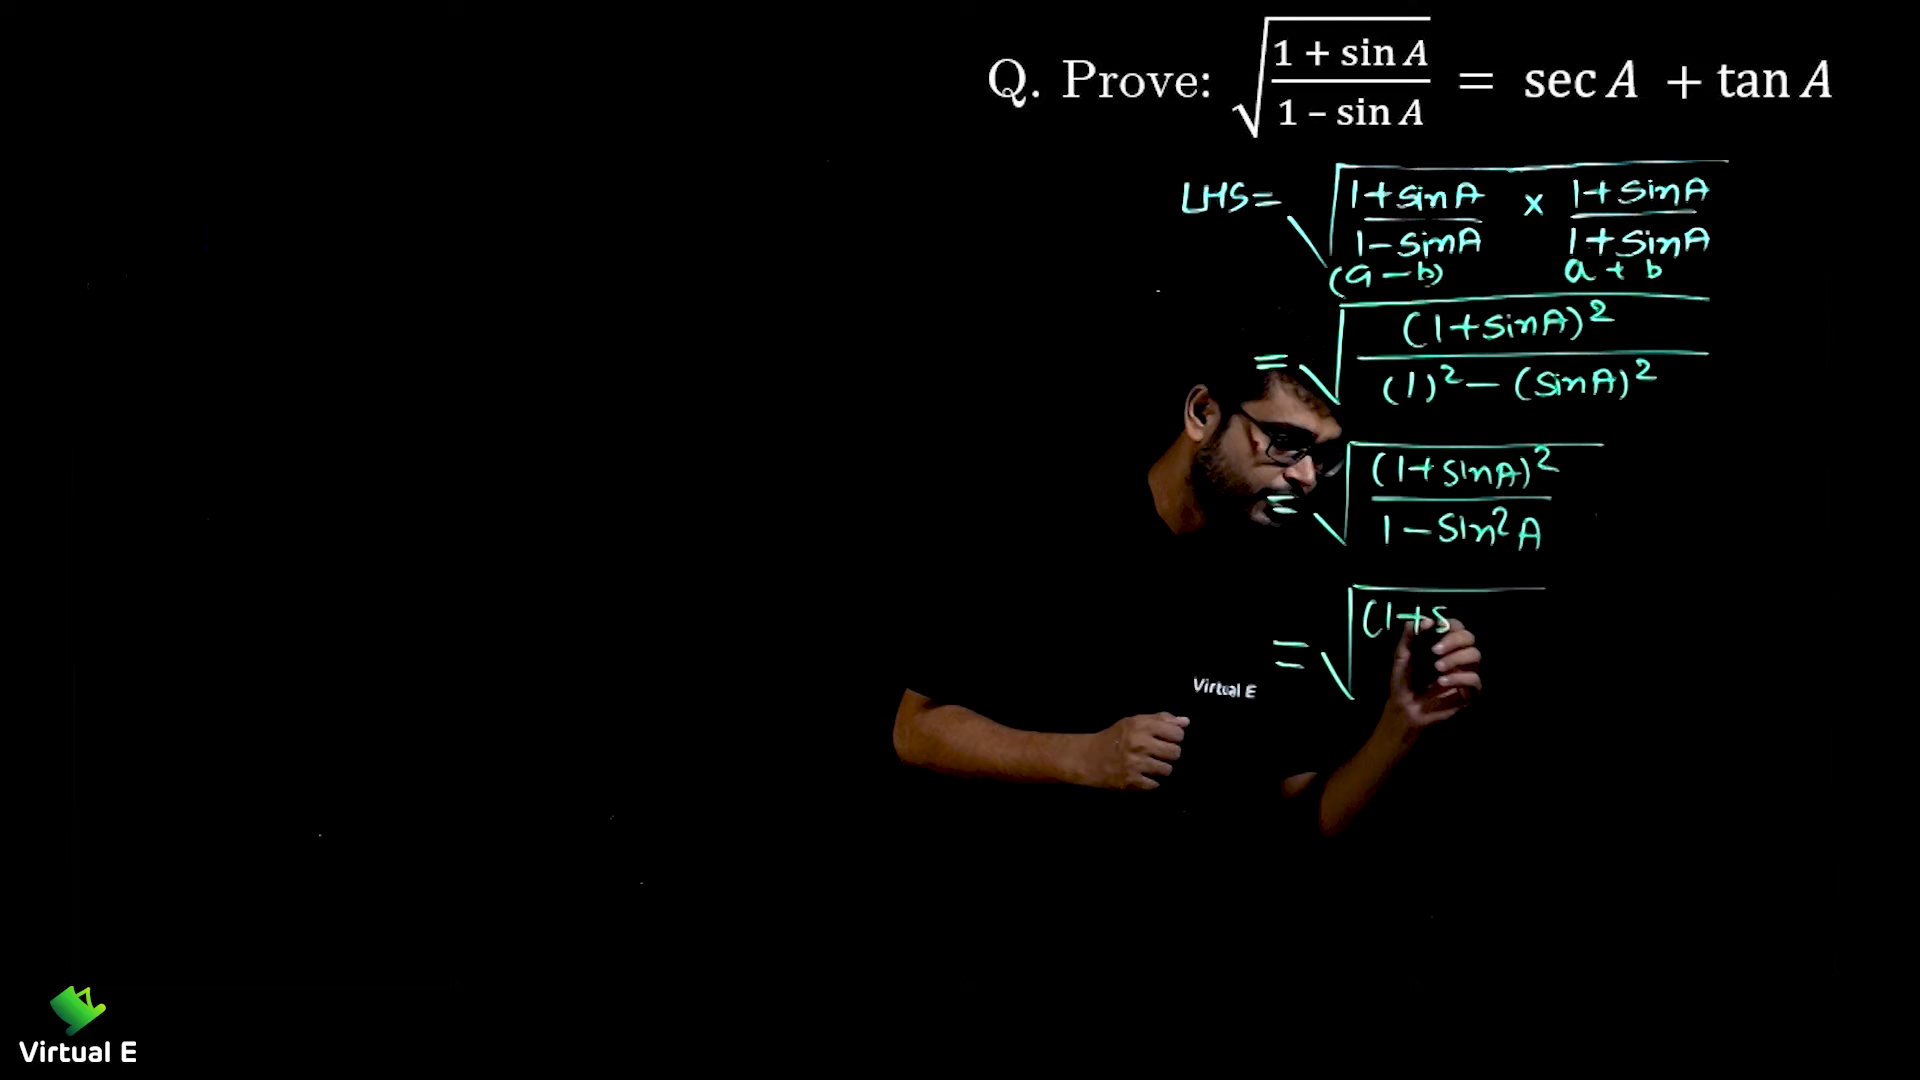 Q. Prove: √((1 + sin A)/(1 – sin A)) = sec A + tan A
LHS = √((1+sinA)/(1-sinA) × (1+sinA)/(1+sinA))
(a-b) a + b
= √((1+sinA)²/((1)²-(sinA)²))
= √((1+sinA)²/(1-sin²A))
= √(1+s
Virtual E
Virtual E